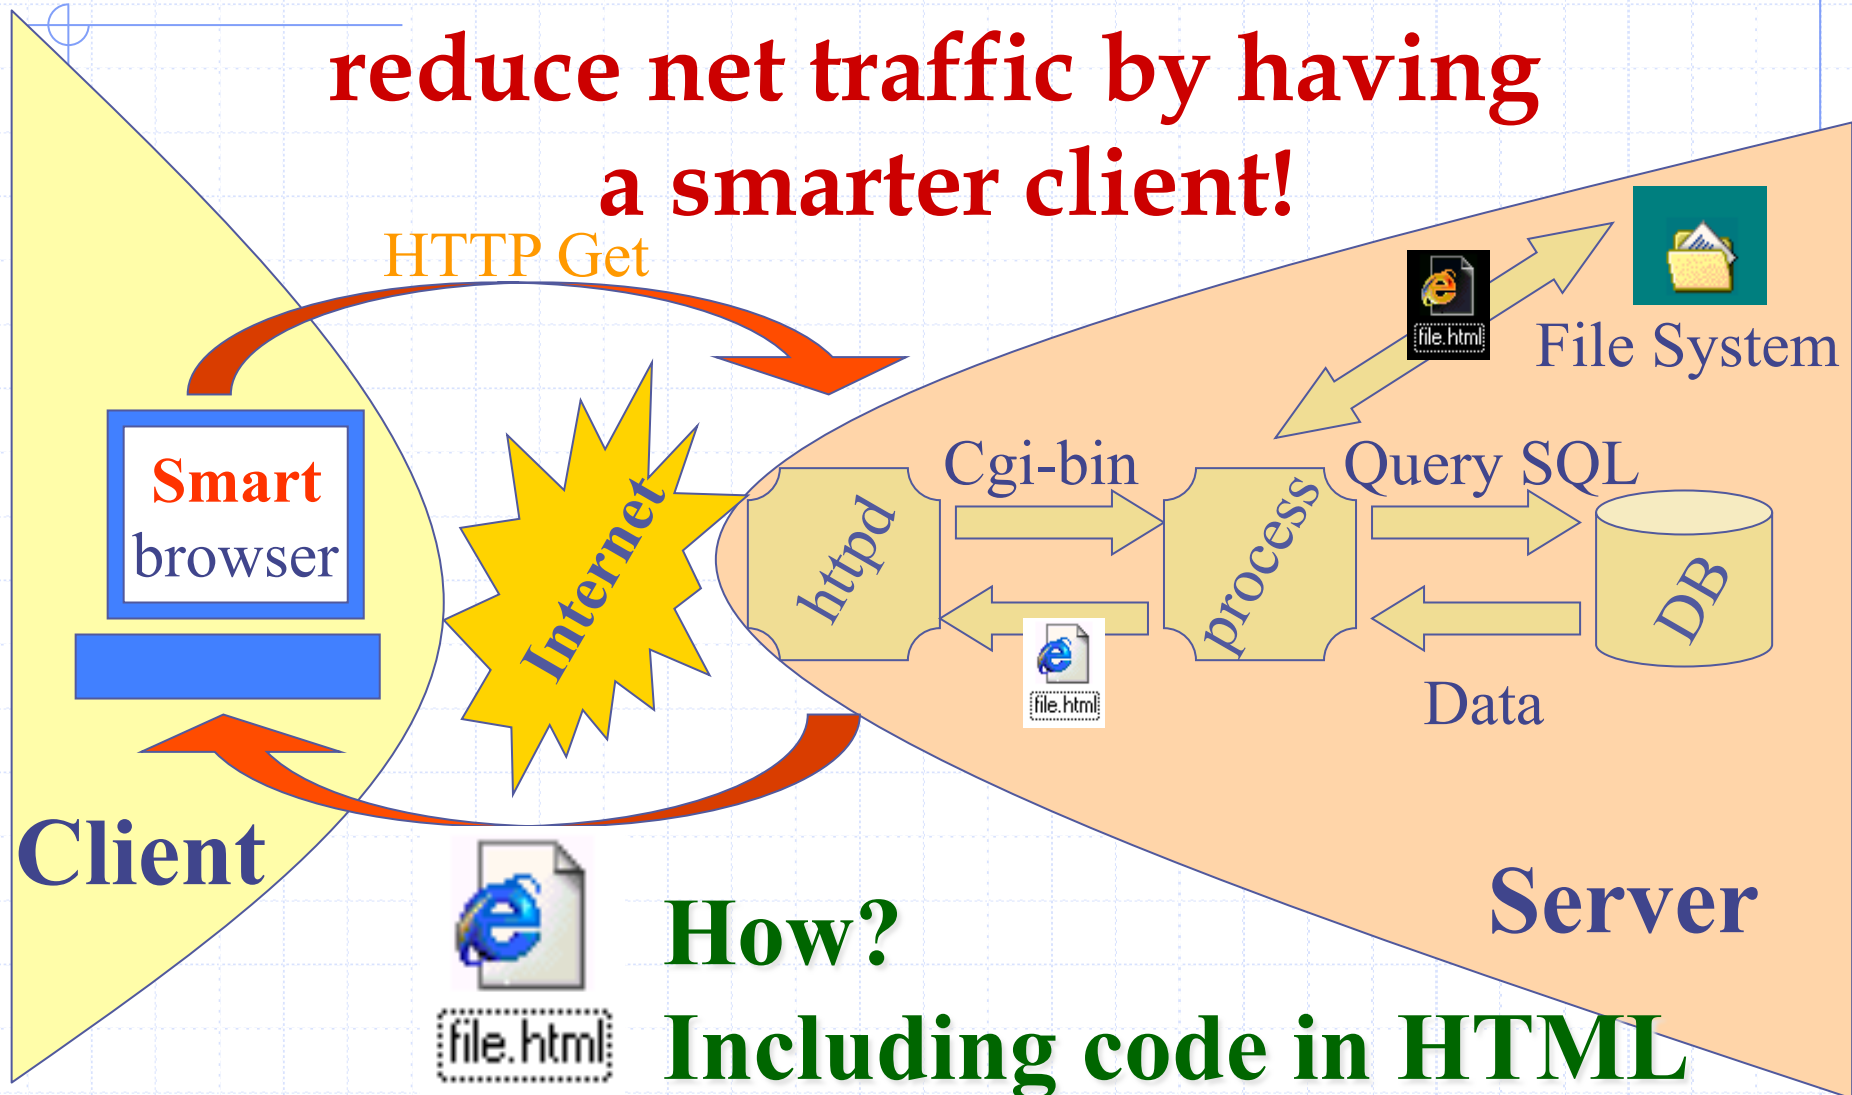 reduce net traffic by having
a smarter client!
HTTP Get
file.html
File System
Smart
browser
Internet
httpd
Cgi-bin
process
Query SQL
DB
file.html
Data
Client
Server
file.html
How?
Including code in HTML